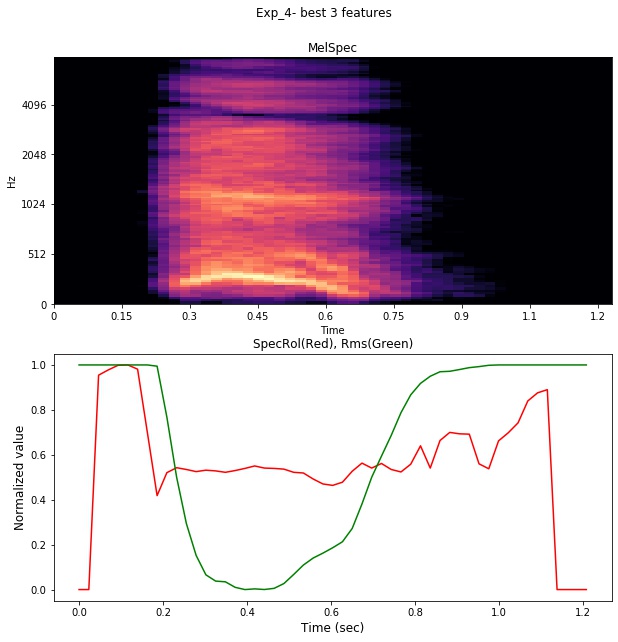 Exp_4- best 3 features
MelSpec
4096
2048
1024
512
0
Hz
0 0.15 0.3 0.45 0.6 0.75 0.9 1.1 1.2
Time
SpecRol(Red), Rms(Green)
1.0
0.8
0.6
0.4
0.2
0.0
Normalized value
0.0 0.2 0.4 0.6 0.8 1.0 1.2
Time (sec)